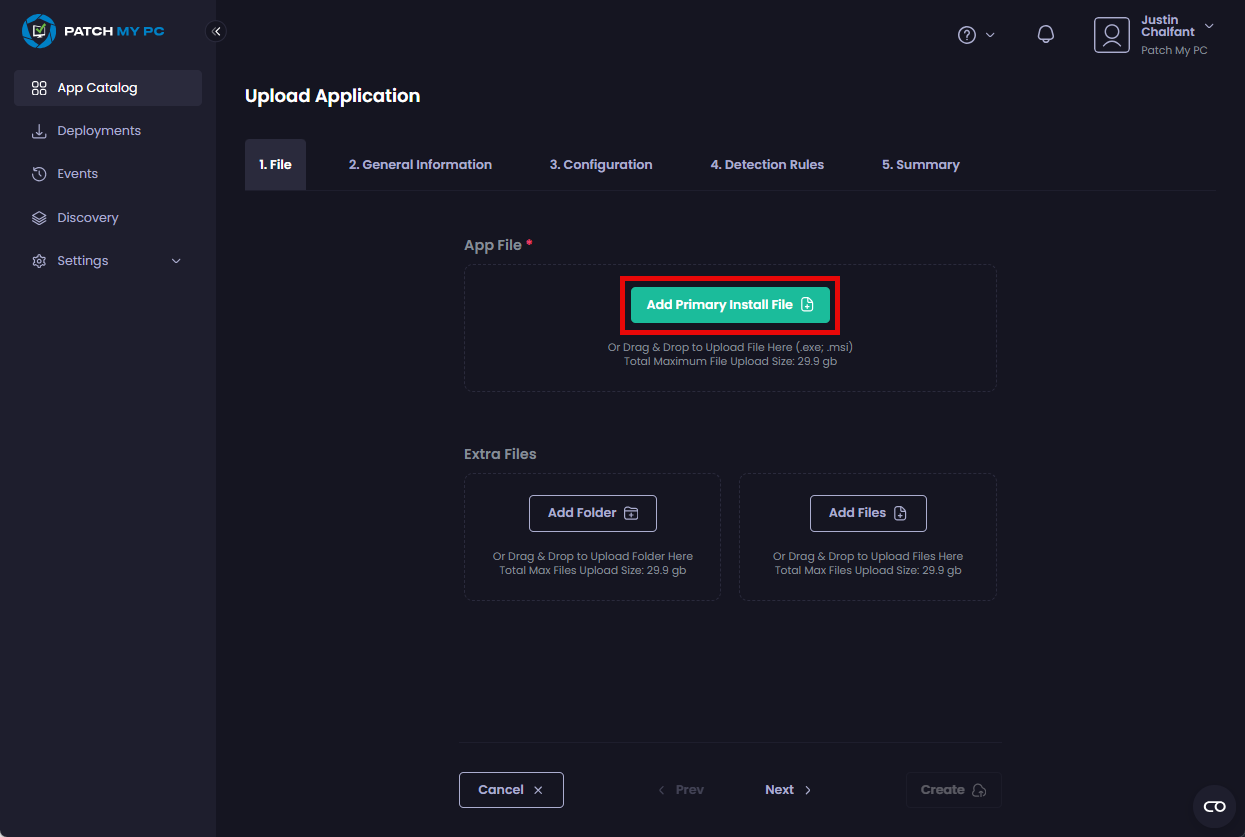 PATCH MY PC
Justin
Chalfant
Patch My PC
App Catalog
Deployments
Events
Discovery
Settings
Upload Application
1. File
2. General Information
3. Configuration
4. Detection Rules
5. Summary
App File *
Add Primary Install File
Or Drag & Drop to Upload File Here (.exe; .msi)
Total Maximum File Upload Size: 29.9 gb
Extra Files
Add Folder
Or Drag & Drop to Upload Folder Here
Total Max Files Upload Size: 29.9 gb
Add Files
Or Drag & Drop to Upload Files Here
Total Max Files Upload Size: 29.9 gb
Cancel
Prev
Next
Create